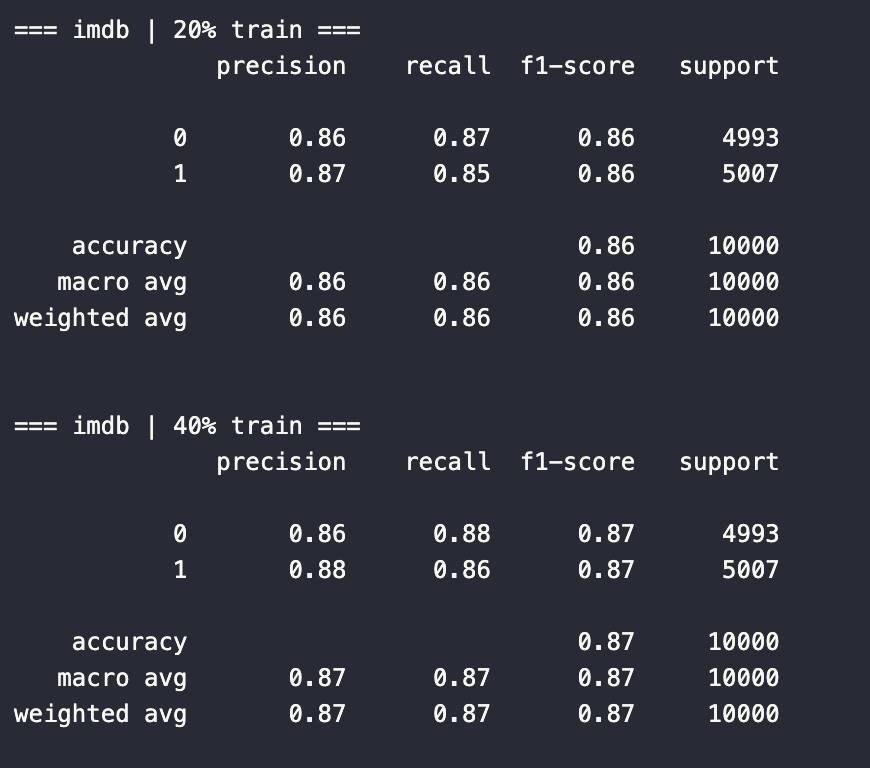 === imdb | 20% train ===
precision recall f1-score support
0 0.86 0.87 0.86 4993
1 0.87 0.85 0.86 5007
accuracy 0.86 10000
macro avg 0.86 0.86 0.86 10000
weighted avg 0.86 0.86 0.86 10000
=== imdb | 40% train ===
precision recall f1-score support
0 0.86 0.88 0.87 4993
1 0.88 0.86 0.87 5007
accuracy 0.87 10000
macro avg 0.87 0.87 0.87 10000
weighted avg 0.87 0.87 0.87 10000